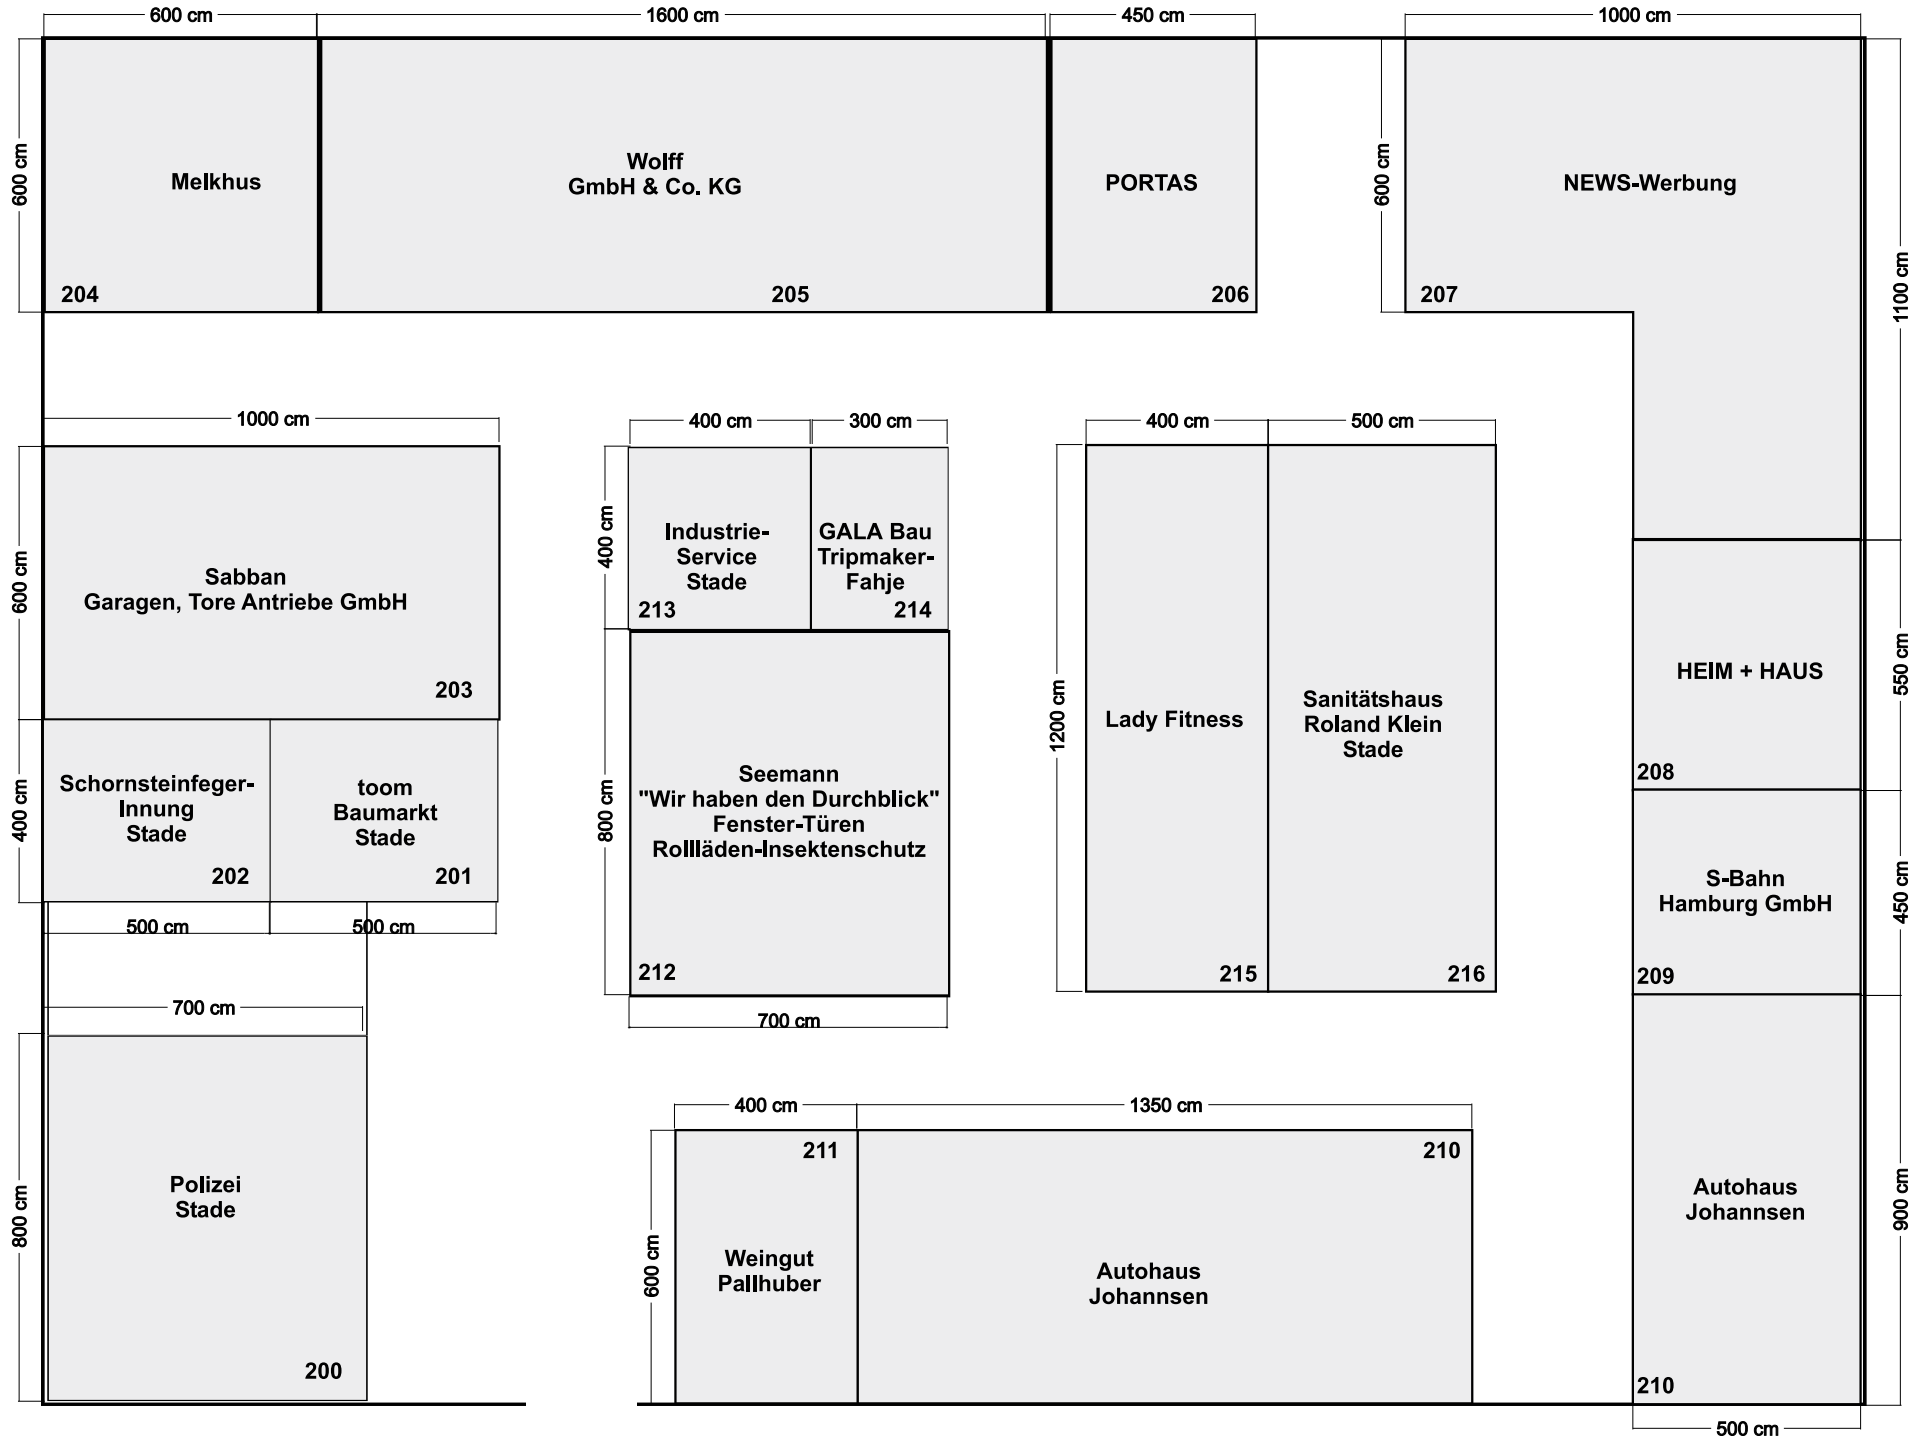 600 cm
1600 cm
450 cm
1000 cm
600 cm
Melkhus
204
Wolff
GmbH & Co. KG
205
PORTAS
206
600 cm
NEWS-Werbung
207
1100 cm
1000 cm
600 cm
Sabban
Garagen, Tore Antriebe GmbH
203
400 cm
Schornsteinfeger-
Innung
Stade
202
toom
Baumarkt
Stade
201
500 cm
500 cm
400 cm
300 cm
400 cm
Industrie-
Service
Stade
213
GALA Bau
Tripmaker-
Fahje
214
800 cm
Seemann
"Wir haben den Durchblick"
Fenster-Türen
Rollläden-Insektenschutz
212
700 cm
400 cm
500 cm
1200 cm
Lady Fitness
215
Sanitätshaus
Roland Klein
Stade
216
HEIM + HAUS
208
550 cm
S-Bahn
Hamburg GmbH
209
450 cm
700 cm
800 cm
Polizei
Stade
200
400 cm
1350 cm
600 cm
211
Weingut
Pallhuber
210
Autohaus
Johannsen
Autohaus
Johannsen
210
900 cm
500 cm